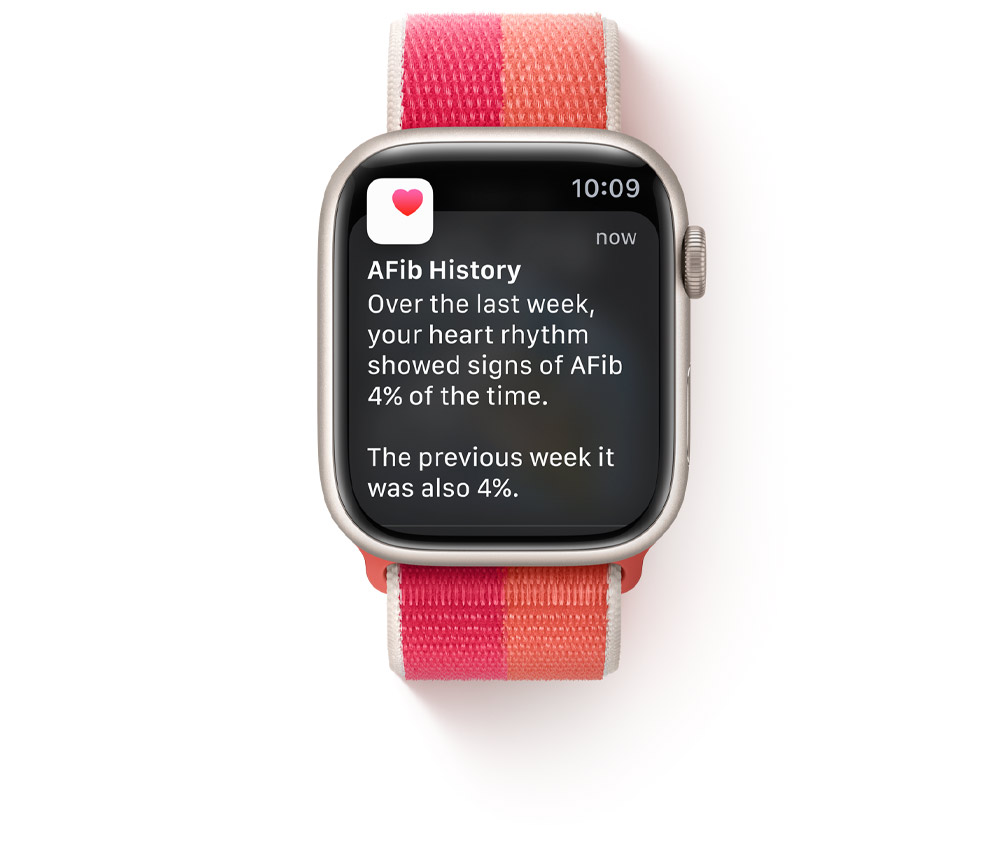 10:09
now
AFib History
Over the last week,
your heart rhythm
showed signs of AFib
4% of the time.
The previous week it
was also 4%.